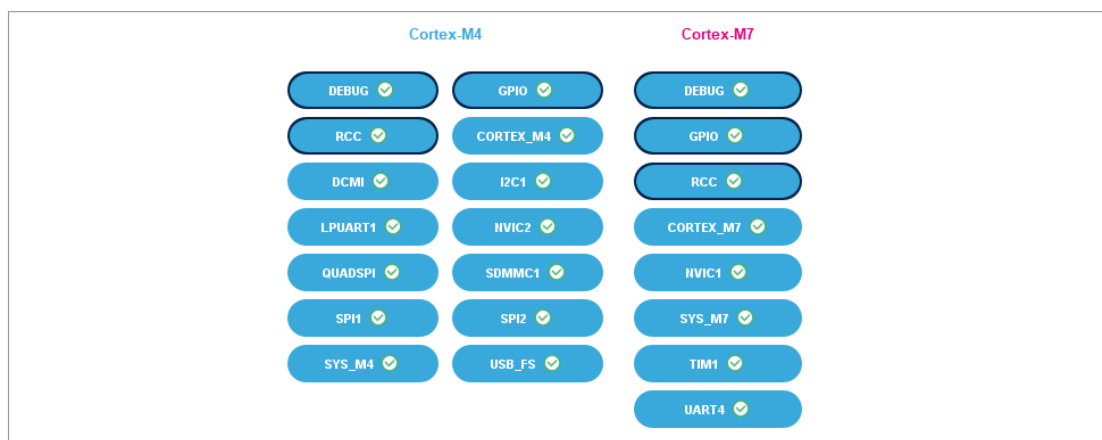 Cortex-M4 Cortex-M7
DEBUG GPIO DEBUG
RCC CORTEX_M4 GPIO
DCMI I2C1 RCC
LPUART1 NVIC2 CORTEX_M7
QUADSPI SDMMC1 NVIC1
SPI1 SPI2 SYS_M7
SYS_M4 USB_FS TIM1
UART4